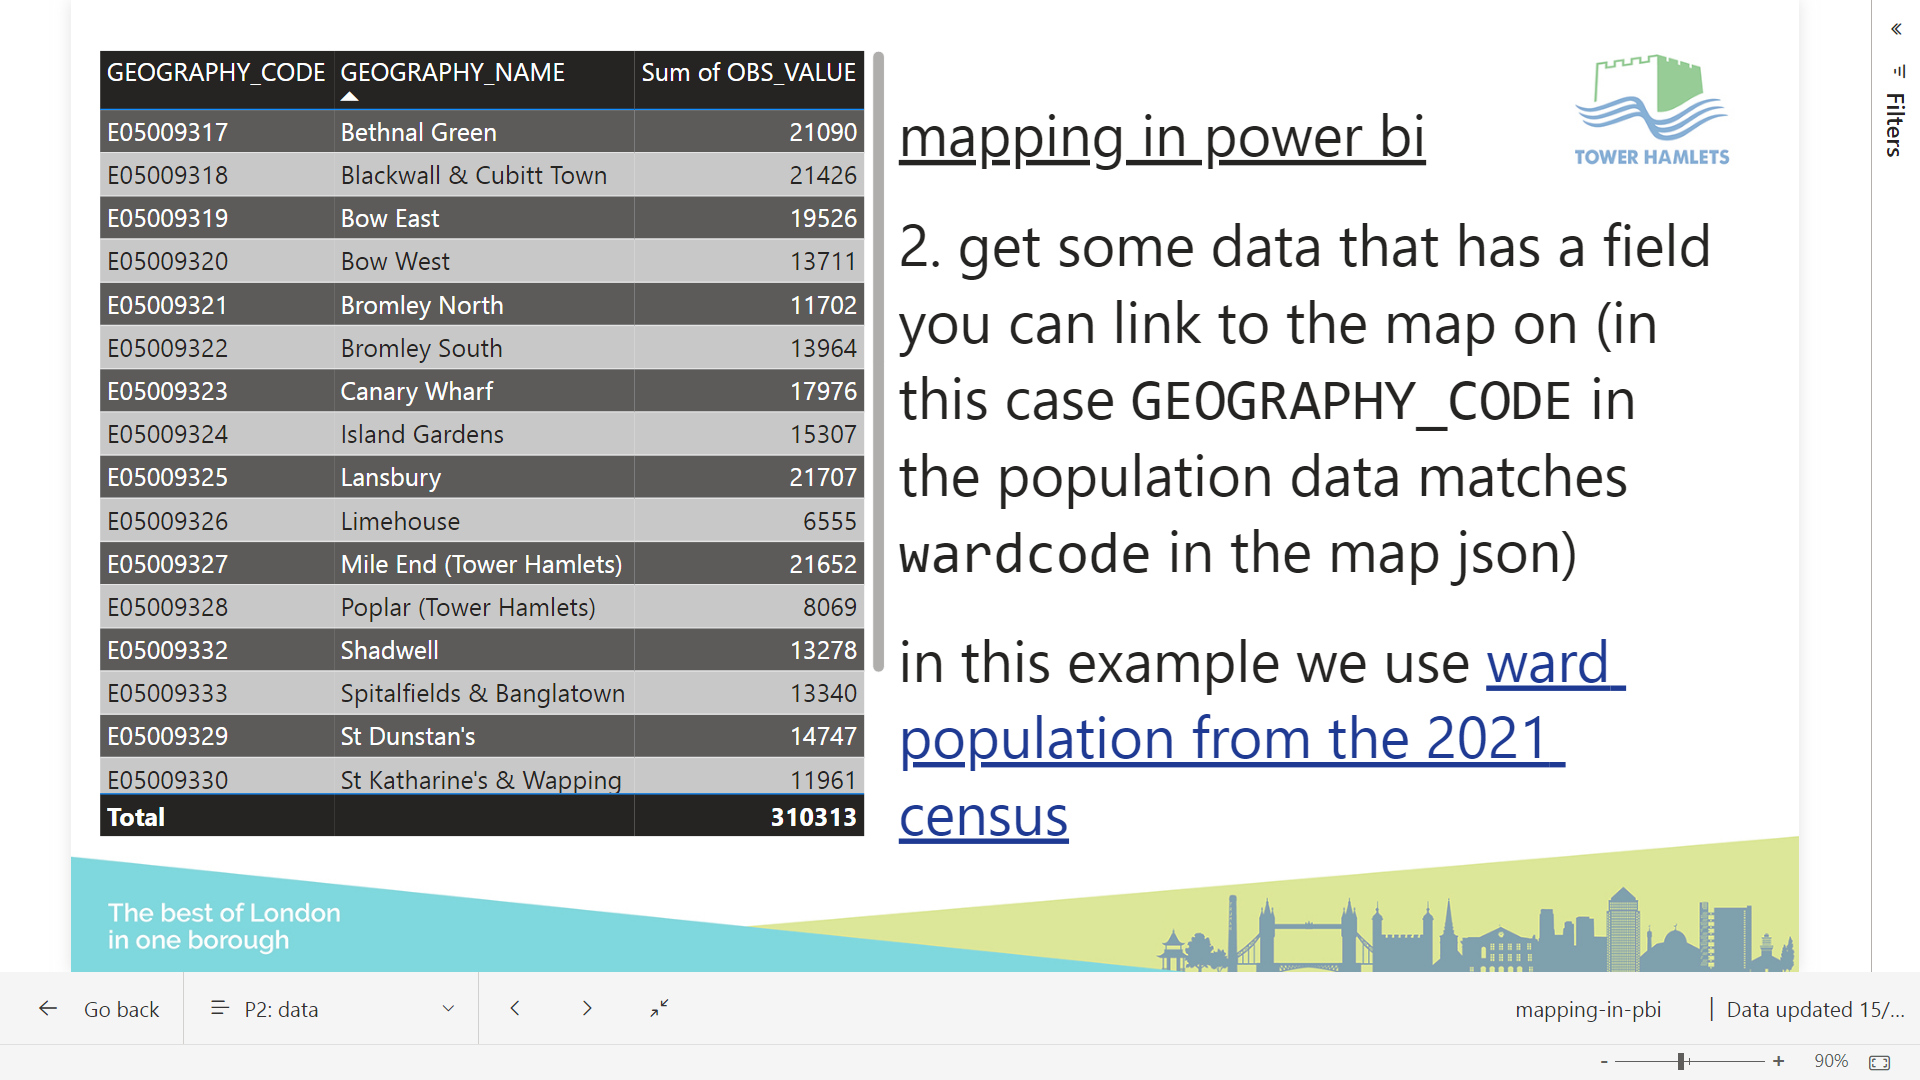 GEOGRAPHY_CODE GEOGRAPHY_NAME Sum of OBS_VALUE
E05009317 Bethnal Green 21090
E05009318 Blackwall & Cubitt Town 21426
E05009319 Bow East 19526
E05009320 Bow West 13711
E05009321 Bromley North 11702
E05009322 Bromley South 13964
E05009323 Canary Wharf 17976
E05009324 Island Gardens 15307
E05009325 Lansbury 21707
E05009326 Limehouse 6555
E05009327 Mile End (Tower Hamlets) 21652
E05009328 Poplar (Tower Hamlets) 8069
E05009332 Shadwell 13278
E05009333 Spitalfields & Banglatown 13340
E05009329 St Dunstan's 14747
E05009330 St Katharine's & Wapping 11961
Total 310313
mapping in power bi
TOWER HAMLETS
2. get some data that has a field
you can link to the map on (in
this case GEOGRAPHY_CODE in
the population data matches
wardcode in the map json)
in this example we use ward
population from the 2021
census
The best of London
in one borough
Filters
Go back
P2: data
mapping-in-pbi
| Data updated 15/...
- + 90%